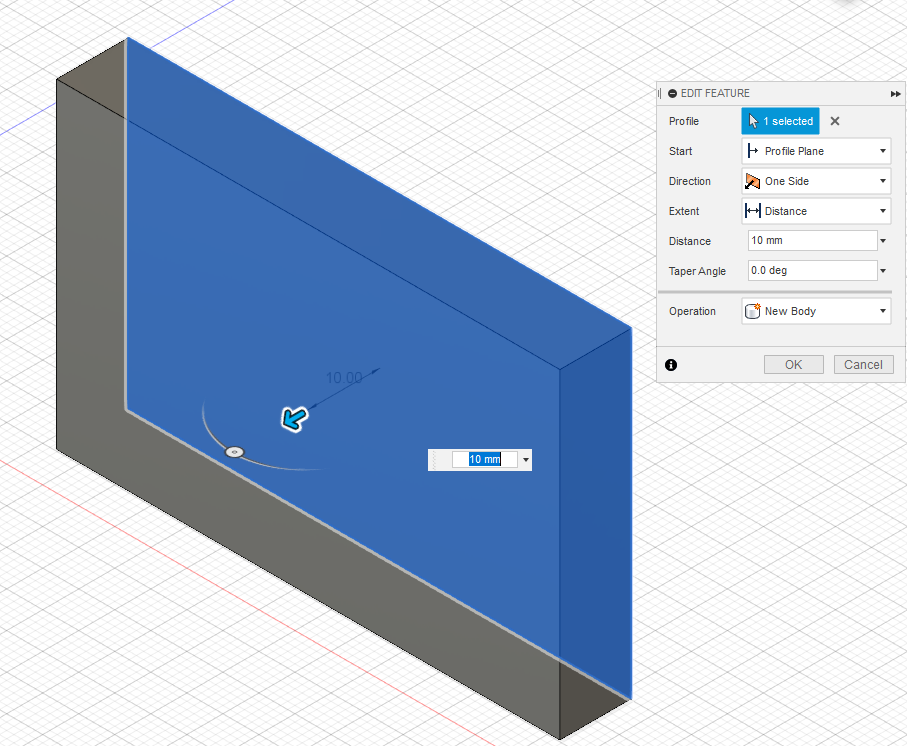 EDIT FEATURE
Profile 1 selected
Start Profile Plane
Direction One Side
Extent Distance
Distance 10 mm
Taper Angle 0.0 deg
Operation New Body
OK Cancel
10.00
10 mm